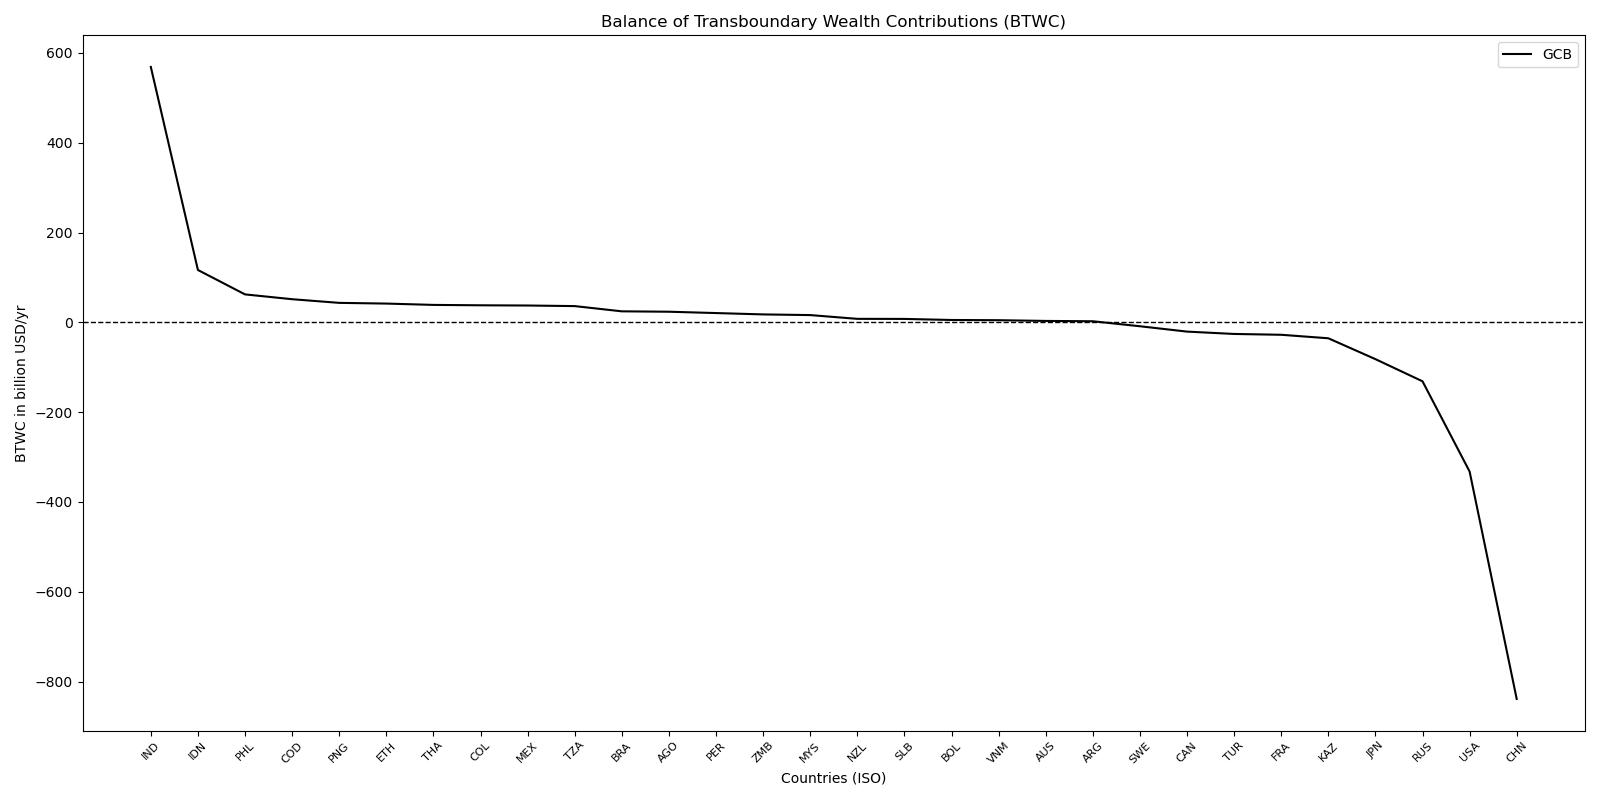 Balance of Transboundary Wealth Contributions (BTWC)
GCB
BTWC in billion USD/yr
600
400
200
0
−200
−400
−600
−800
IND IDN PHL COD PNG ETH THA COL MEX TZA BRA AGO PER ZMB MYS NZL SLB BOL VNM AUS ARG SWE CAN TUR FRA KAZ JPN RUS USA CHN
Countries (ISO)